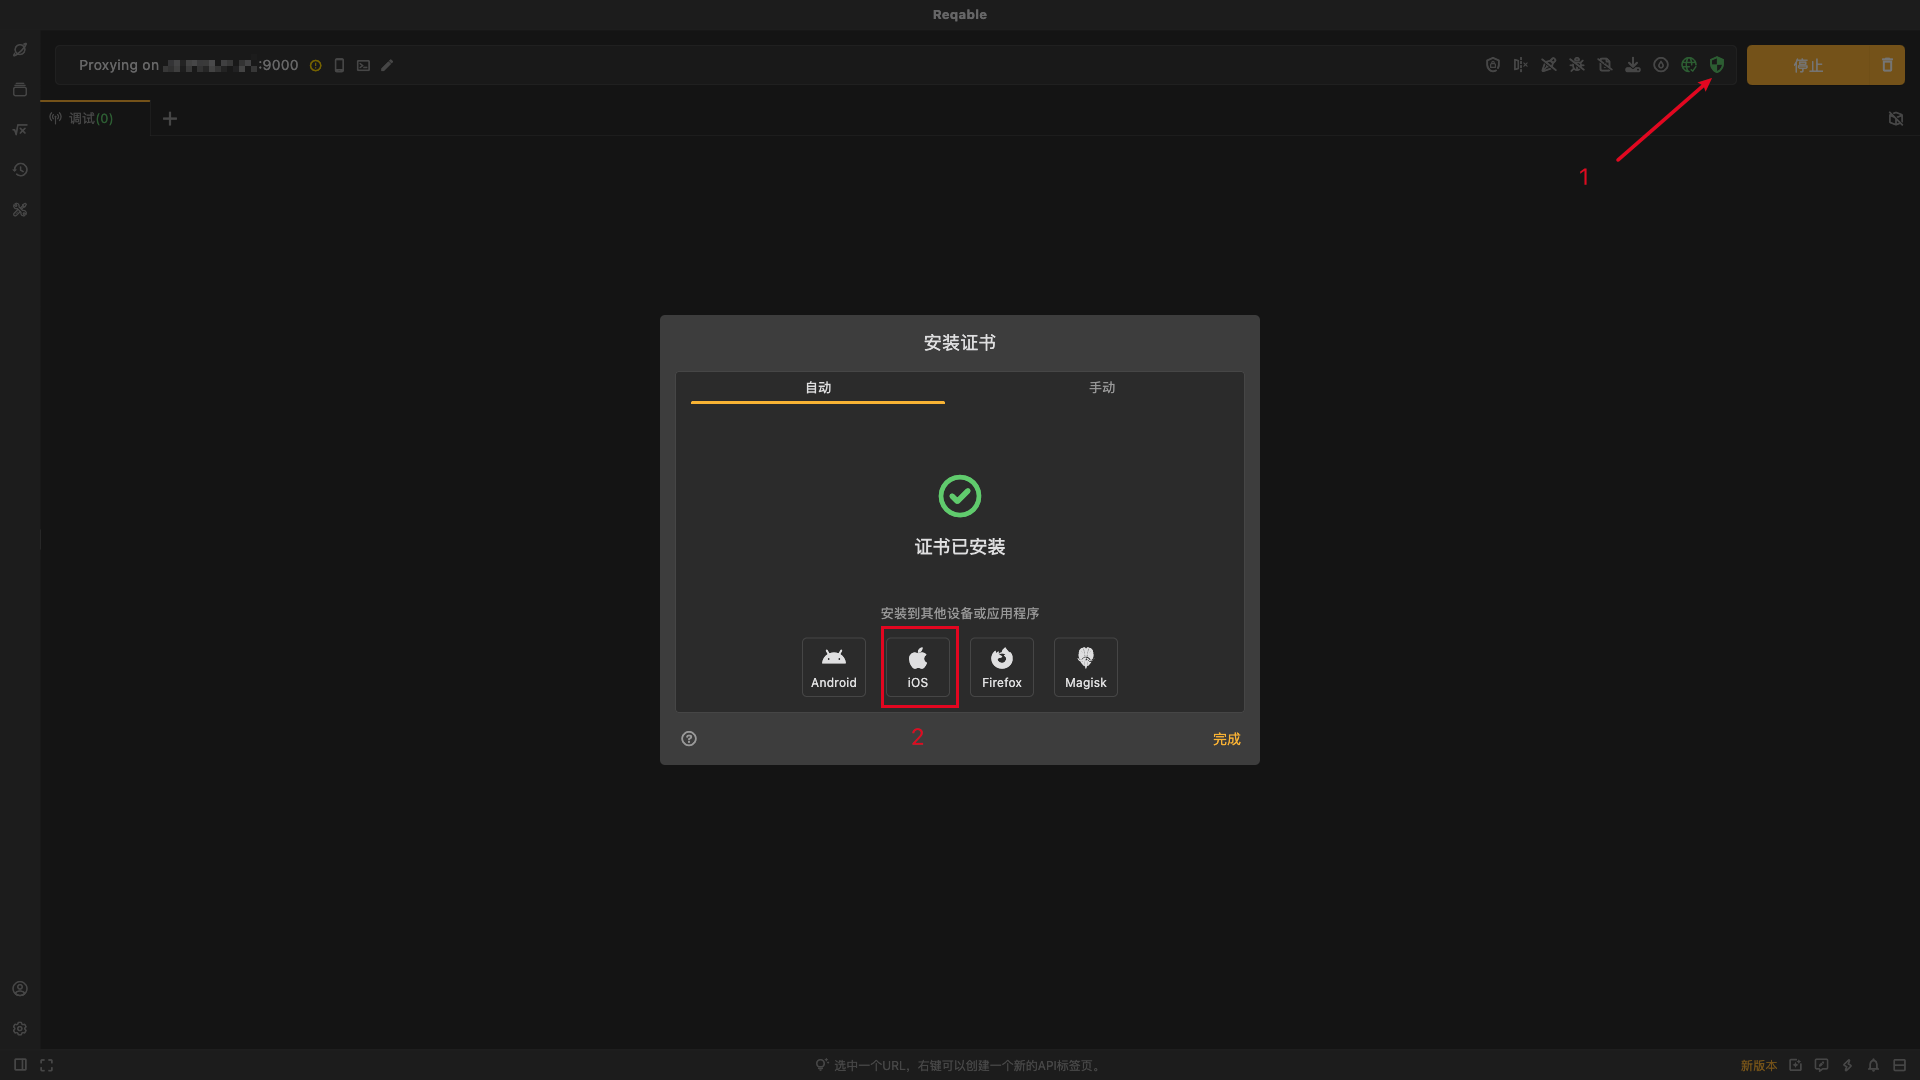 Reqable
Proxying on
:9000
停止
调试(0)
1
安装证书
自动
手动
证书已安装
安装到其他设备或应用程序
Android
iOS
Firefox
Magisk
2
完成
选中一个URL，右键可以创建一个新的API标签页。
新版本